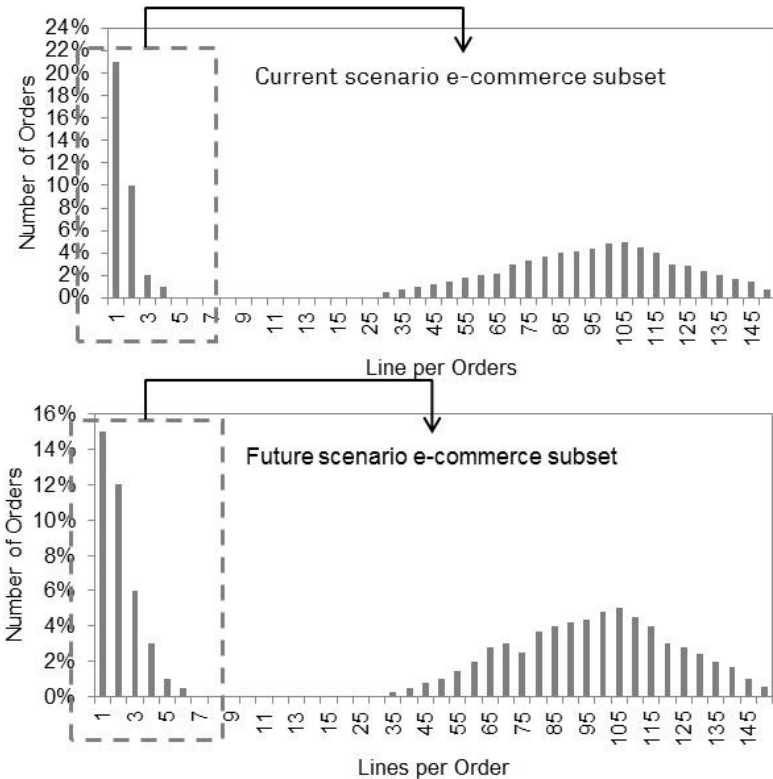 24%
22%
20%
18%
16%
14%
12%
10%
8%
6%
4%
2%
0%
Number of Orders
Current scenario e-commerce subset
1 3 5 7 9 11 13 15 25 35 45 55 65 75 85 95 105 115 125 135 145
Line per Orders
16%
14%
12%
10%
8%
6%
4%
2%
0%
Number of Orders
Future scenario e-commerce subset
1 3 5 7 9 11 13 15 25 35 45 55 65 75 85 95 105 115 125 135 145
Lines per Order